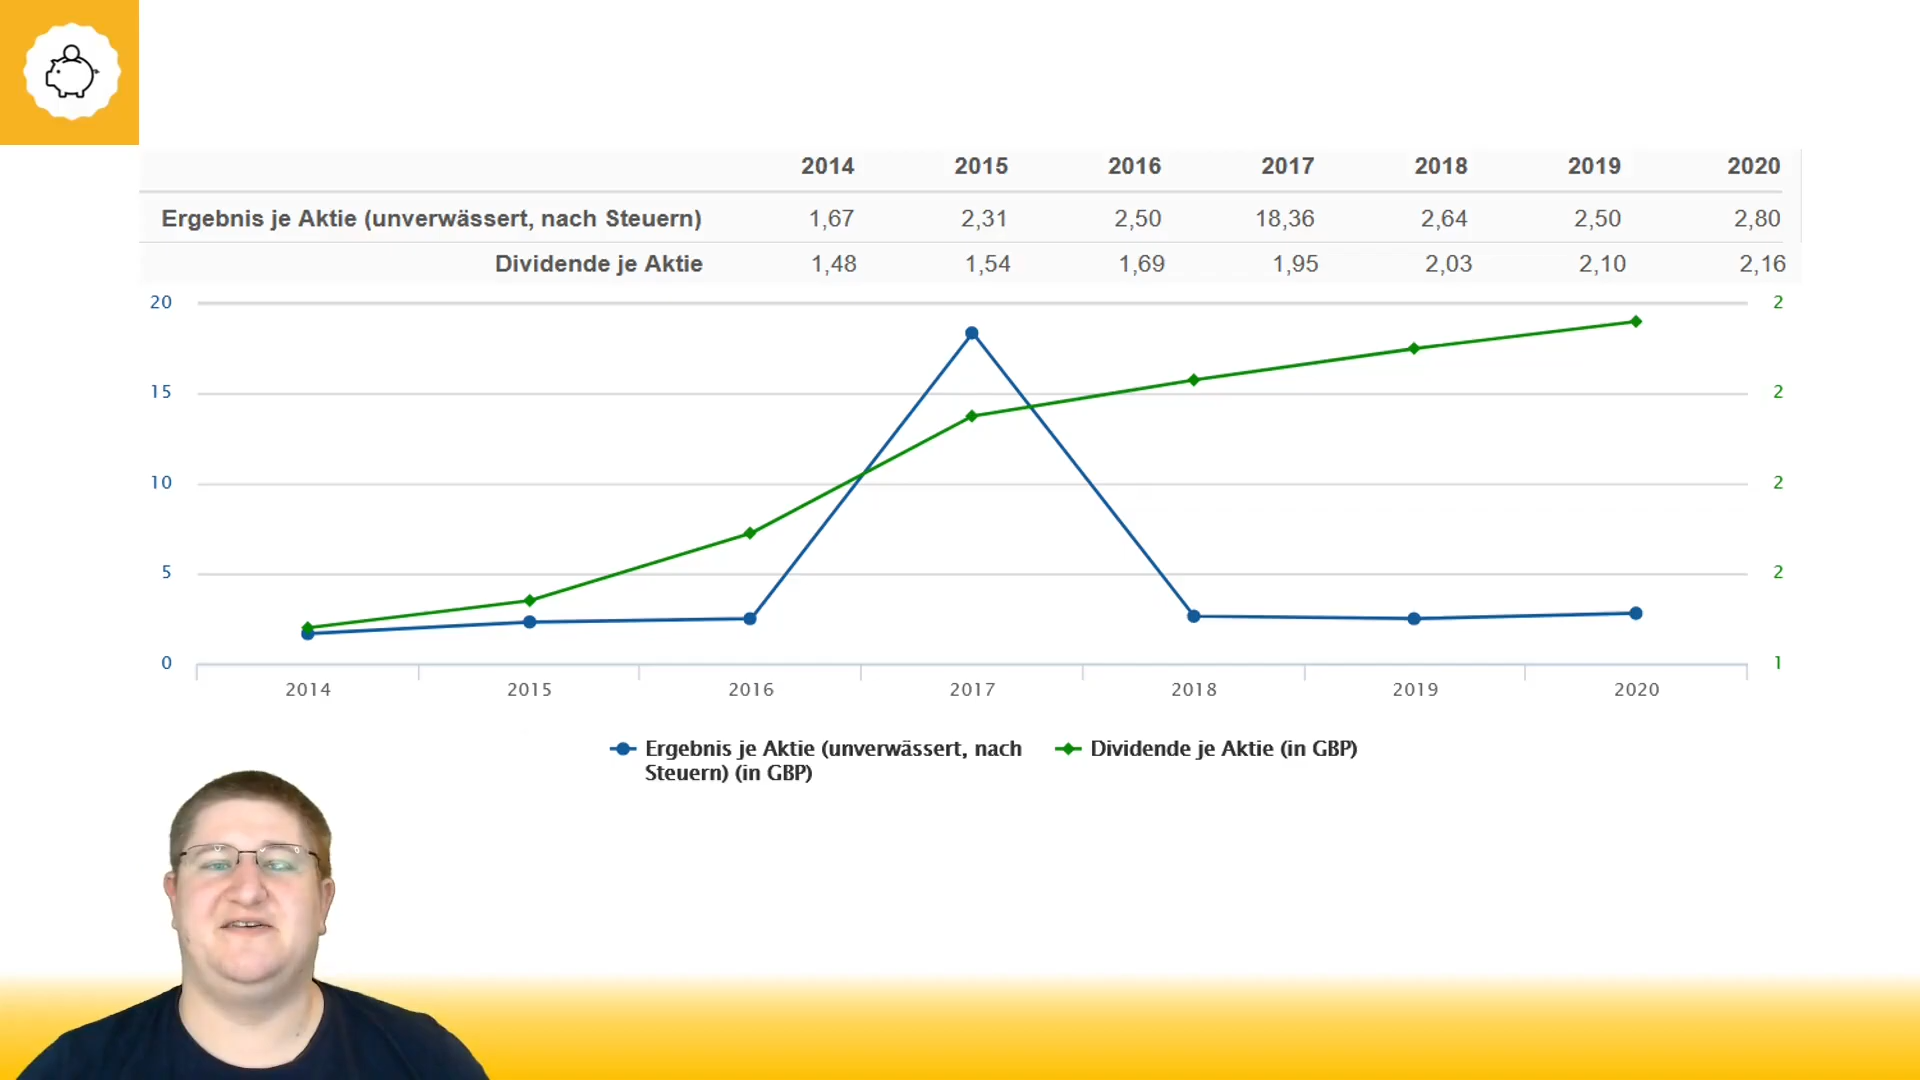 2014 2015 2016 2017 2018 2019 2020
Ergebnis je Aktie (unverwässert, nach Steuern) 1,67 2,31 2,50 18,36 2,64 2,50 2,80
Dividende je Aktie 1,48 1,54 1,69 1,95 2,03 2,10 2,16
20 2
15 2
10 2
5 2
0 1
2014 2015 2016 2017 2018 2019 2020
Ergebnis je Aktie (unverwässert, nach Dividende je Aktie (in GBP)
Steuern) (in GBP)